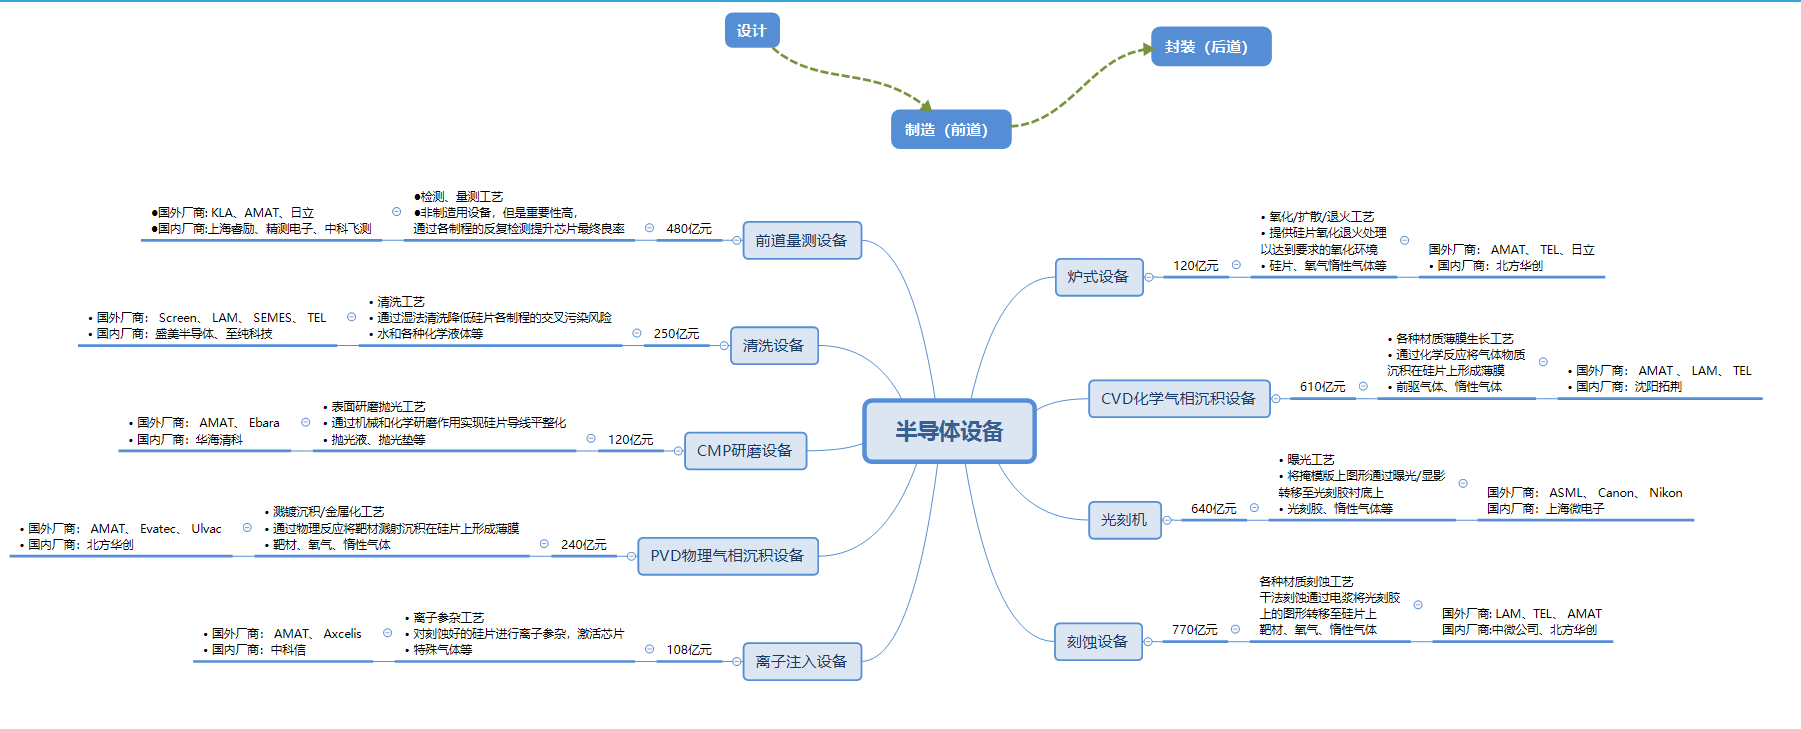 设计
封装（后道）
制造（前道）
半导体设备
前道量测设备
480亿元
●检测、量测工艺
●非制造用设备，但是重要性高，
通过各制程的反复检测提升芯片最终良率
●国外厂商: KLA、AMAT、日立
●国内厂商:上海睿励、精测电子、中科飞测
清洗设备
250亿元
• 清洗工艺
• 通过湿法清洗降低硅片各制程的交叉污染风险
• 水和各种化学液体等
• 国外厂商： Screen、 LAM、 SEMES、 TEL
• 国内厂商：盛美半导体、至纯科技
CMP研磨设备
120亿元
• 表面研磨抛光工艺
• 通过机械和化学研磨作用实现硅片导线平整化
• 抛光液、抛光垫等
• 国外厂商： AMAT、 Ebara
• 国内厂商：华海清科
PVD物理气相沉积设备
240亿元
• 溅镀沉积/金属化工艺
• 通过物理反应将靶材溅射沉积在硅片上形成薄膜
• 靶材、氧气、惰性气体
• 国外厂商： AMAT、 Evatec、 Ulvac
• 国内厂商：北方华创
离子注入设备
108亿元
• 离子参杂工艺
• 对刻蚀好的硅片进行离子参杂，激活芯片
• 特殊气体等
• 国外厂商： AMAT、 Axcelis
• 国内厂商：中科信
炉式设备
120亿元
• 氧化/扩散/退火工艺
• 提供硅片氧化退火处理
以达到要求的氧化环境
• 硅片、氧气惰性气体等
国外厂商： AMAT、 TEL、日立
• 国内厂商：北方华创
CVD化学气相沉积设备
610亿元
• 各种材质薄膜生长工艺
• 通过化学反应将气体物质
沉积在硅片上形成薄膜
• 前驱气体、惰性气体
• 国外厂商： AMAT 、 LAM、 TEL
• 国内厂商：沈阳拓荆
光刻机
640亿元
• 曝光工艺
• 将掩模版上图形通过曝光/显影
转移至光刻胶衬底上
• 光刻胶、惰性气体等
国外厂商： ASML、 Canon、 Nikon
国内厂商：上海微电子
刻蚀设备
770亿元
各种材质刻蚀工艺
干法刻蚀通过电浆将光刻胶
上的图形转移至硅片上
靶材、氧气、惰性气体
国外厂商: LAM、TEL、AMAT
国内厂商:中微公司、北方华创